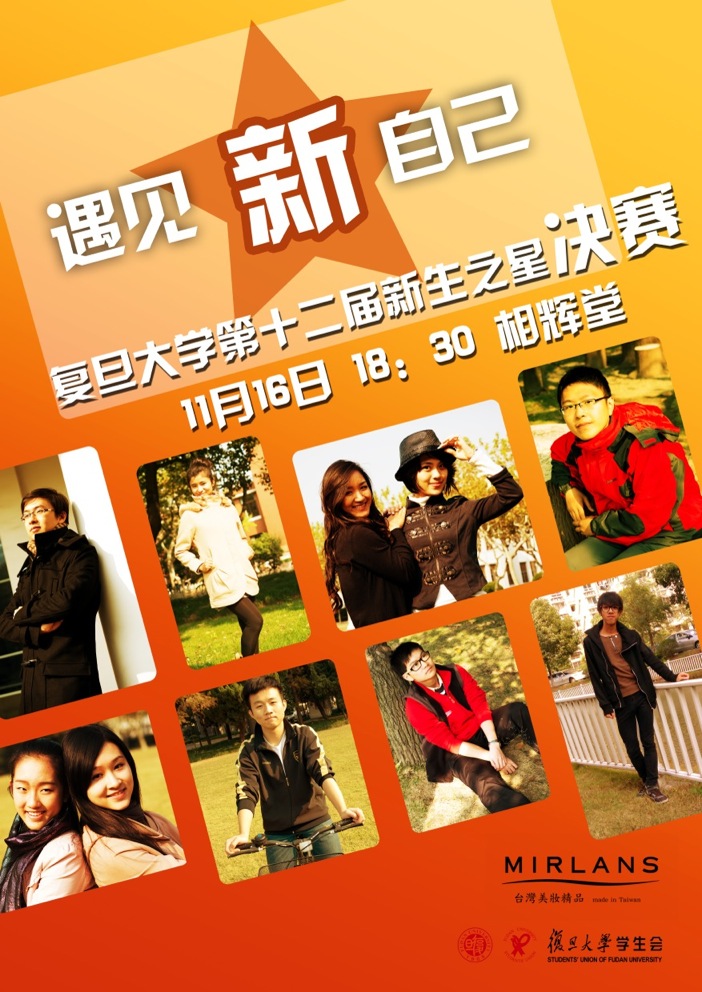 遇见 新 自己
复旦大学第十二届新生之星决赛
11月16日 18：30 相辉堂
MIRLANS
台灣美妝精品 made in Taiwan
復旦大學学生会
STUDENTS' UNION OF FUDAN UNIVERSITY